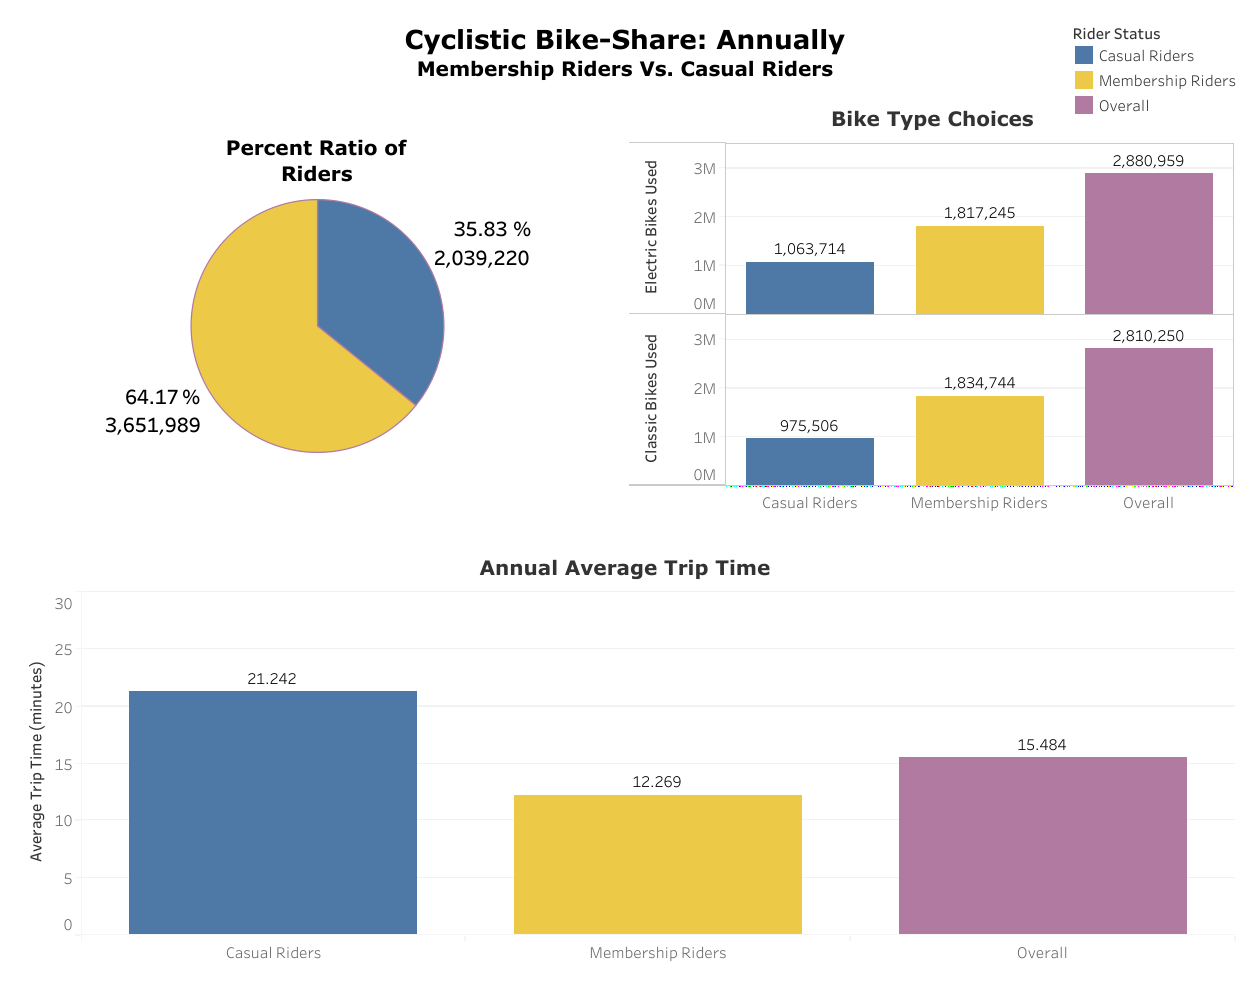 Cyclistic Bike-Share: Annually
Membership Riders Vs. Casual Riders
Rider Status
Casual Riders
Membership Riders
Overall
Percent Ratio of
Riders
35.83 %
2,039,220
64.17 %
3,651,989
Bike Type Choices
Electric Bikes Used
3M
2M
1M
0M
1,063,714
1,817,245
2,880,959
Classic Bikes Used
3M
2M
1M
0M
975,506
1,834,744
2,810,250
Casual Riders
Membership Riders
Overall
Annual Average Trip Time
Average Trip Time (minutes)
30
25
20
15
10
5
0
21.242
12.269
15.484
Casual Riders
Membership Riders
Overall